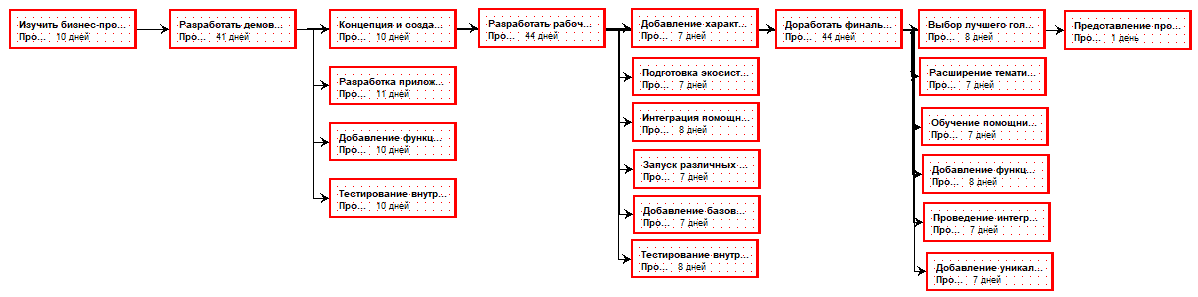 Изучить бизнес-про...
Про... 10 дней
Разработать демов...
Про... 41 дней
Концепция и созда...
Про... 10 дней
Разработка прилож...
Про... 11 дней
Добавление функц...
Про... 10 дней
Тестирование внутр...
Про... 10 дней
Разработать рабоч...
Про... 44 дней
Добавление характ...
Про... 7 дней
Подготовка экосист...
Про... 7 дней
Интеграция помощн...
Про... 8 дней
Запуск различных ...
Про... 7 дней
Добавление базов...
Про... 7 дней
Тестирование внутр...
Про... 8 дней
Доработать финаль...
Про... 44 дней
Выбор лучшего гол...
Про... 8 дней
Расширение темати...
Про... 7 дней
Обучение помощни...
Про... 7 дней
Добавление функц...
Про... 8 дней
Проведение интегр...
Про... 7 дней
Добавление уникал...
Про... 7 дней
Представление про...
Про... 1 день